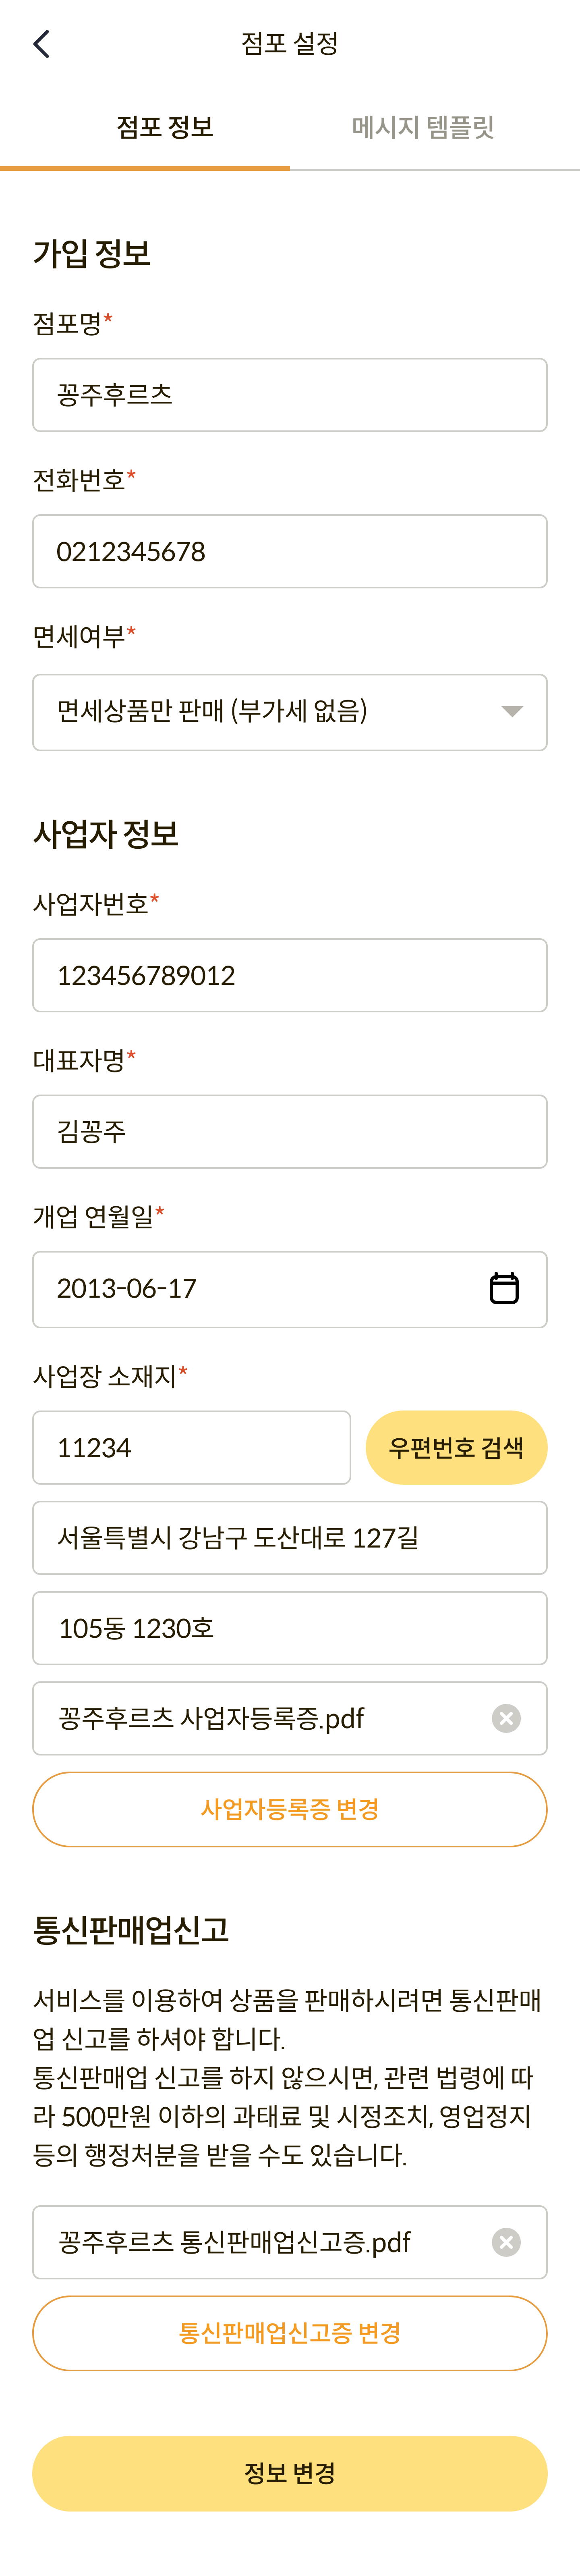 점포 설정
점포 정보
메시지 템플릿
가입 정보
점포명*
꽁주후르츠
전화번호*
0212345678
면세여부*
면세상품만 판매 (부가세 없음)
사업자 정보
사업자번호*
123456789012
대표자명*
김꽁주
개업 연월일*
2013-06-17
사업장 소재지*
11234
우편번호 검색
서울특별시 강남구 도산대로 127길
105동 1230호
꽁주후르츠 사업자등록증.pdf
사업자등록증 변경
통신판매업신고
서비스를 이용하여 상품을 판매하시려면 통신판매
업 신고를 하셔야 합니다.
통신판매업 신고를 하지 않으시면, 관련 법령에 따
라 500만원 이하의 과태료 및 시정조치, 영업정지
등의 행정처분을 받을 수도 있습니다.
꽁주후르츠 통신판매업신고증.pdf
통신판매업신고증 변경
정보 변경